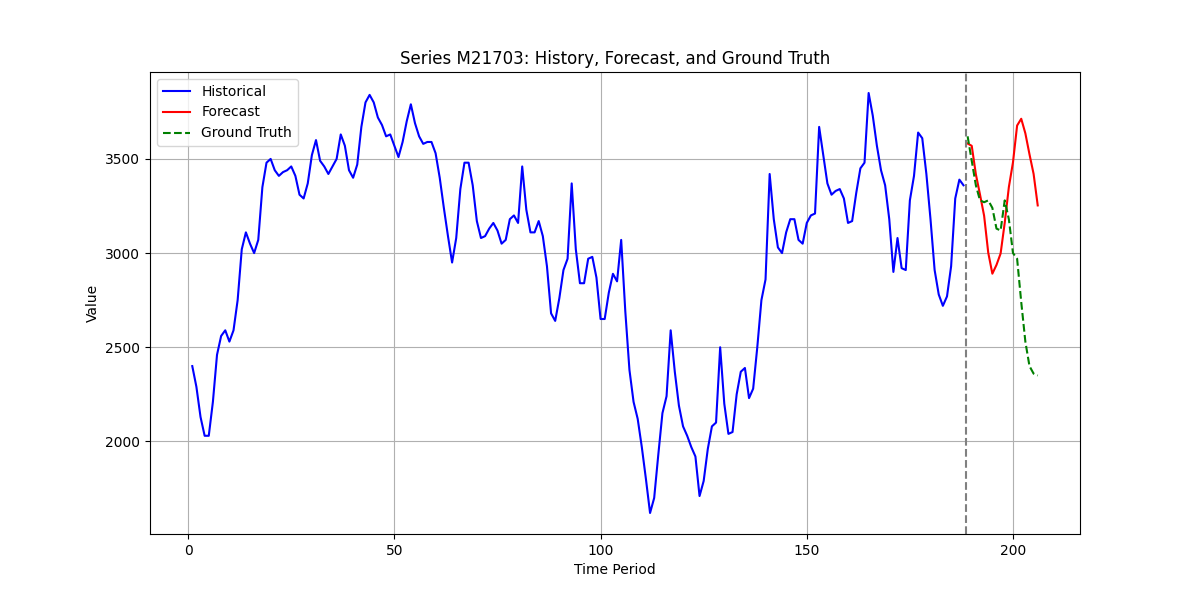 Series M21703: History, Forecast, and Ground Truth
Historical
Forecast
Ground Truth
Value
3500
3000
2500
2000
0 50 100 150 200
Time Period